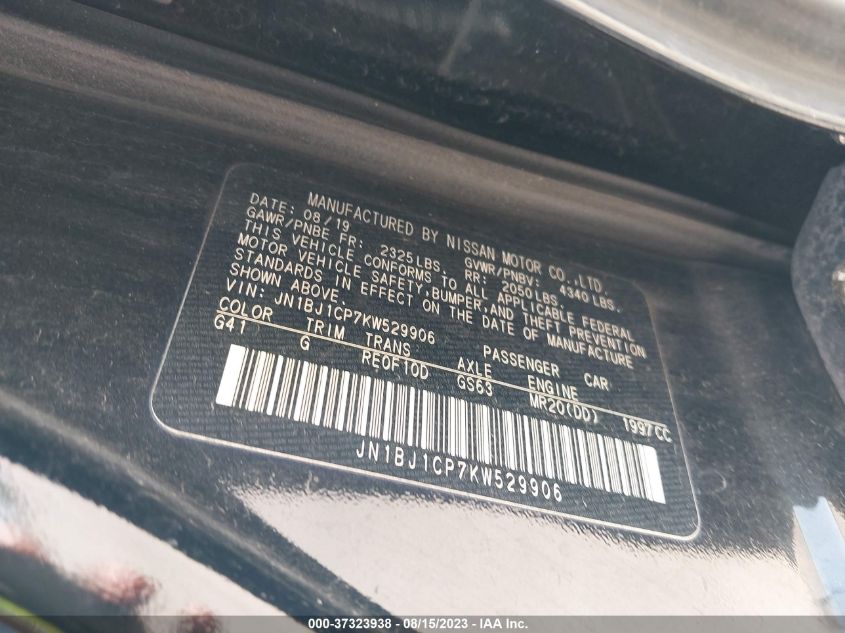 MANUFACTURED BY NISSAN MOTOR CO.,LTD.
DATE: 08/19 GVWR/PNBV: 4340 LBS.
GAWR/PNBE FR: 2325LBS. RR: 2050LBS.
THIS VEHICLE CONFORMS TO ALL APPLICABLE FEDERAL
MOTOR VEHICLE SAFETY,BUMPER,AND THEFT PREVENTION
STANDARDS IN EFFECT ON THE DATE OF MANUFACTURE
SHOWN ABOVE.
VIN: JN1BJ1CP7KW529906 PASSENGER CAR
COLOR TRIM TRANS AXLE ENGINE
G41 G RE0F10D GS63 MR20(DD) 1997CC
JN1BJ1CP7KW529906
000-37323938 - 08/15/2023 - IAA Inc.